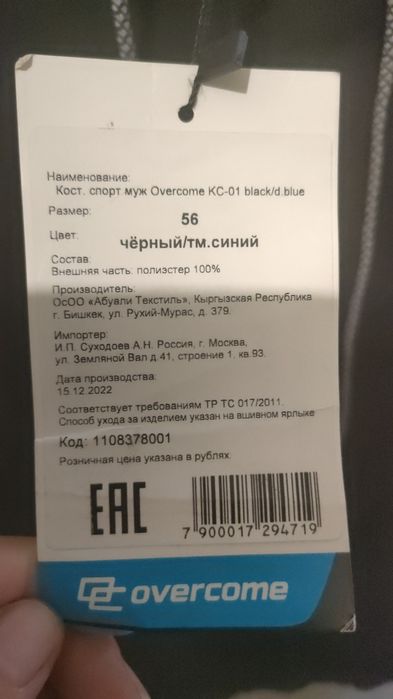 Наименование:
Кост. спорт муж Overcome КС-01 black/d.blue
Размер:
56
Цвет:
чёрный/тм.синий
Состав:
Внешняя часть: полиэстер 100%
Производитель:
ОсОО «Абуали Текстиль», Кыргызская Республика
г. Бишкек, ул. Рухий-Мурас, д. 379.
Импортер:
И.П. Суходоев А.Н. Россия, г. Москва,
ул. Земляной Вал д 41, строение 1, кв.93.
Дата производства:
15.12.2022
Соответствует требованиям ТР ТС 017/2011.
Способ ухода за изделием указан на вшивном ярлыке
Код: 1108378001
Розничная цена указана в рублях.
EAC
7 900017 294719
overcome